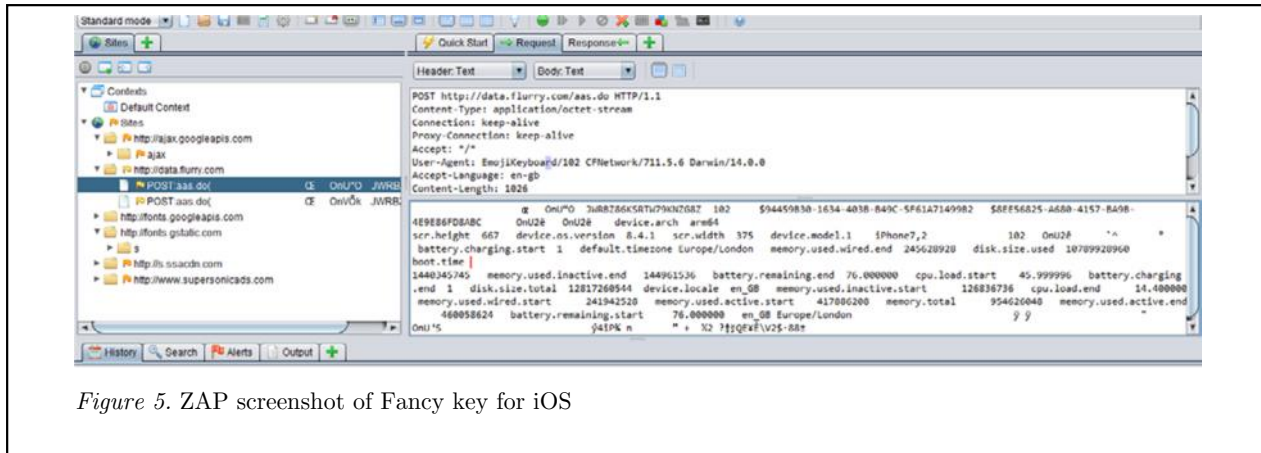 Standard mode
Sites
Quick Start Request Response
Header: Text Body: Text
Contexts
Default Context
Sites
http://ajax.googleapis.com
ajax
http://data.flurry.com
POST:aas.do(
POST:aas.do(
http://fonts.googleapis.com
http://fonts.gstatic.com
s
http://s.ssacdn.com
http://www.supersonicads.com
POST http://data.flurry.com/aas.do HTTP/1.1
Content-Type: application/octet-stream
Connection: keep-alive
Proxy-Connection: keep-alive
Accept: */*
User-Agent: EmojiKeyboard/102 CFNetwork/711.5.6 Darwin/14.0.0
Accept-Language: en-gb
Content-Length: 1026
102 $94459830-1634-4038-849C-5F61A7149982
device.arch arm64
scr.height 667 device.os.version 8.4.1 scr.width 375 device.model.1 iPhone7,2 102
battery.charging.start 1 default.timezone Europe/London memory.used.wired.end 245628928 disk.size.used 10789928960
boot.time
1440345745 memory.used.inactive.end 144961536 battery.remaining.end 76.000000 cpu.load.start 45.999996 battery.charging
.end 1 disk.size.total 12817260544 device.locale en_GB memory.used.inactive.start 126836736 cpu.load.end 14.400000
memory.used.wired.start 241942528 memory.used.active.start 417886208 memory.total 954626048 memory.used.active.end
460058624 battery.remaining.start 76.000000 en_GB Europe/London
History Search Alerts Output
Figure 5. ZAP screenshot of Fancy key for iOS